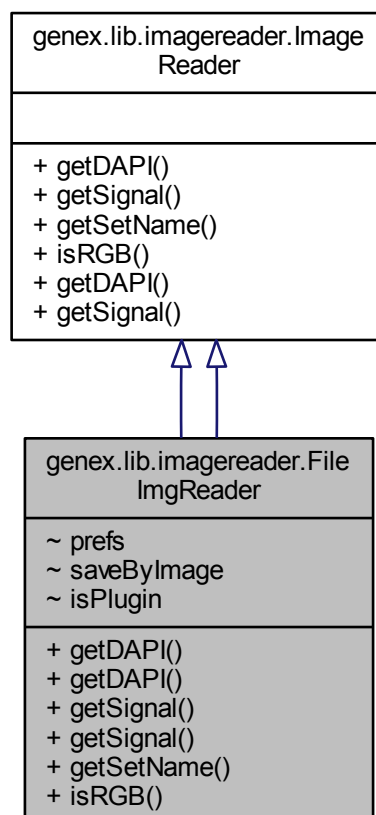 genex.lib.imagereader.Image
Reader
+ getDAPI()
+ getSignal()
+ getSetName()
+ isRGB()
+ getDAPI()
+ getSignal()
genex.lib.imagereader.File
ImgReader
~ prefs
~ saveByImage
~ isPlugin
+ getDAPI()
+ getDAPI()
+ getSignal()
+ getSignal()
+ getSetName()
+ isRGB()